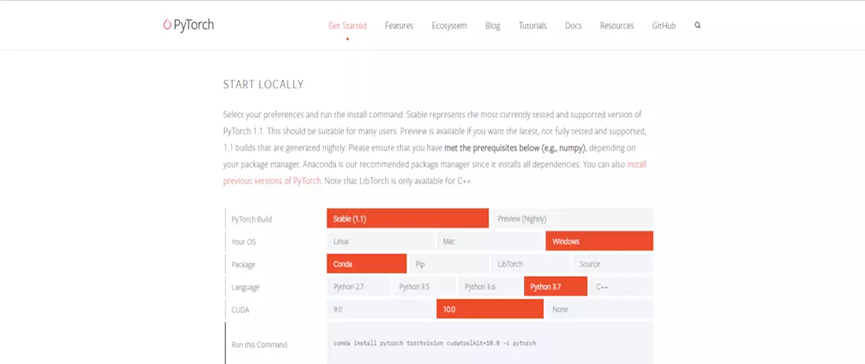 PyTorch Get Started Features Ecosystem Blog Tutorials Docs Resources GitHub
START LOCALLY
Select your preferences and run the install command. Stable represents the most currently tested and supported version of
PyTorch 1.1. This should be suitable for many users. Preview is available if you want the latest, not fully tested and supported,
1.1 builds that are generated nightly. Please ensure that you have met the prerequisites below (e.g., numpy), depending on
your package manager. Anaconda is our recommended package manager since it installs all dependencies. You can also install
previous versions of PyTorch. Note that LibTorch is only available for C++.
PyTorch Build Stable (1.1) Preview (Nightly)
Your OS Linux Mac Windows
Package Conda Pip LibTorch Source
Language Python 2.7 Python 3.5 Python 3.6 Python 3.7 C++
CUDA 9.0 10.0 None
Run this Command: conda install pytorch torchvision cudatoolkit=10.0 -c pytorch